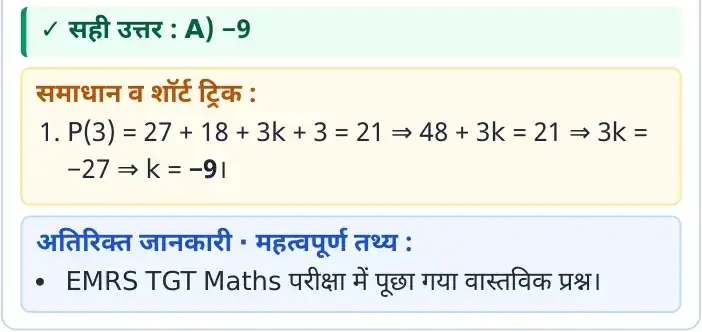 ✓ सही उत्तर : A) −9
समाधान व शॉर्ट ट्रिक :
1. P(3) = 27 + 18 + 3k + 3 = 21 ⇒ 48 + 3k = 21 ⇒ 3k =
−27 ⇒ k = −9।
अतिरिक्त जानकारी · महत्वपूर्ण तथ्य :
• EMRS TGT Maths परीक्षा में पूछा गया वास्तविक प्रश्न।